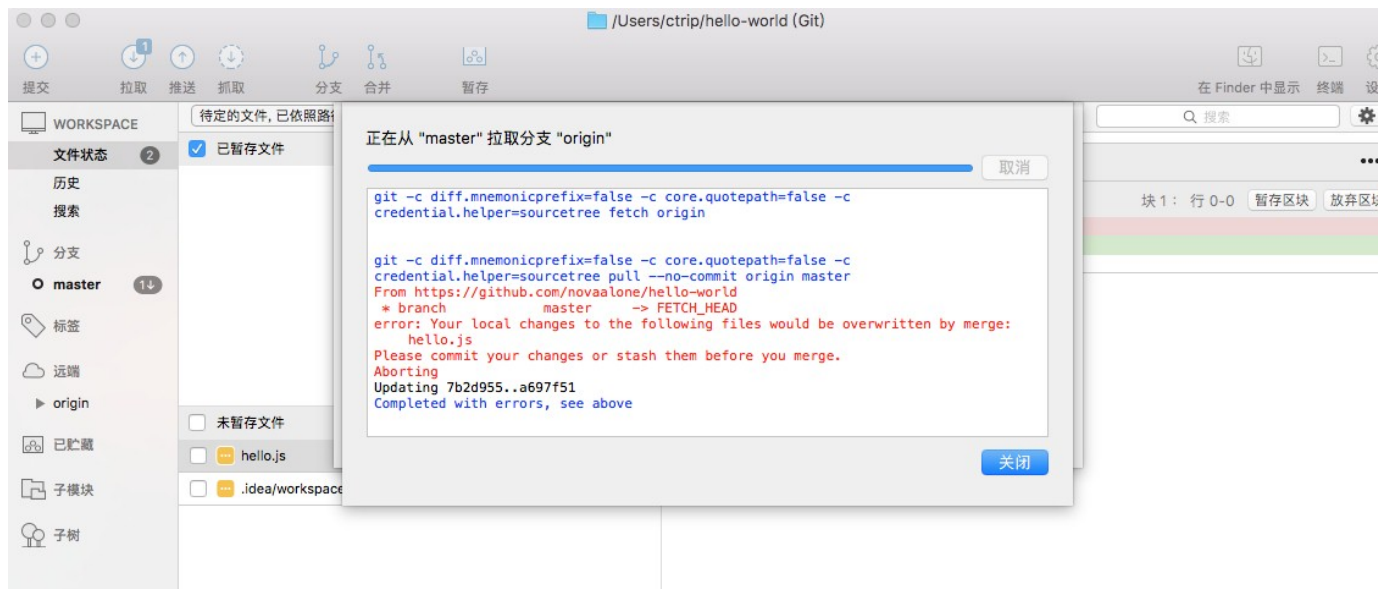 /Users/ctrip/hello-world (Git)
1
提交 拉取 推送 抓取 分支 合并 暂存 在 Finder 中显示 终端
WORKSPACE
文件状态 2
历史
搜索
分支
master 1↓
标签
远端
origin
已贮藏
子模块
子树
待定的文件, 已依照路
已暂存文件
未暂存文件
hello.js
.idea/workspace
搜索
块 1： 行 0-0 暂存区块 放弃区
正在从 "master" 拉取分支 "origin"
取消
git -c diff.mnemonicprefix=false -c core.quotepath=false -c
credential.helper=sourcetree fetch origin
git -c diff.mnemonicprefix=false -c core.quotepath=false -c
credential.helper=sourcetree pull --no-commit origin master
From https://github.com/novaalone/hello-world
* branch master -> FETCH_HEAD
error: Your local changes to the following files would be overwritten by merge:
hello.js
Please commit your changes or stash them before you merge.
Aborting
Updating 7b2d955..a697f51
Completed with errors, see above
关闭